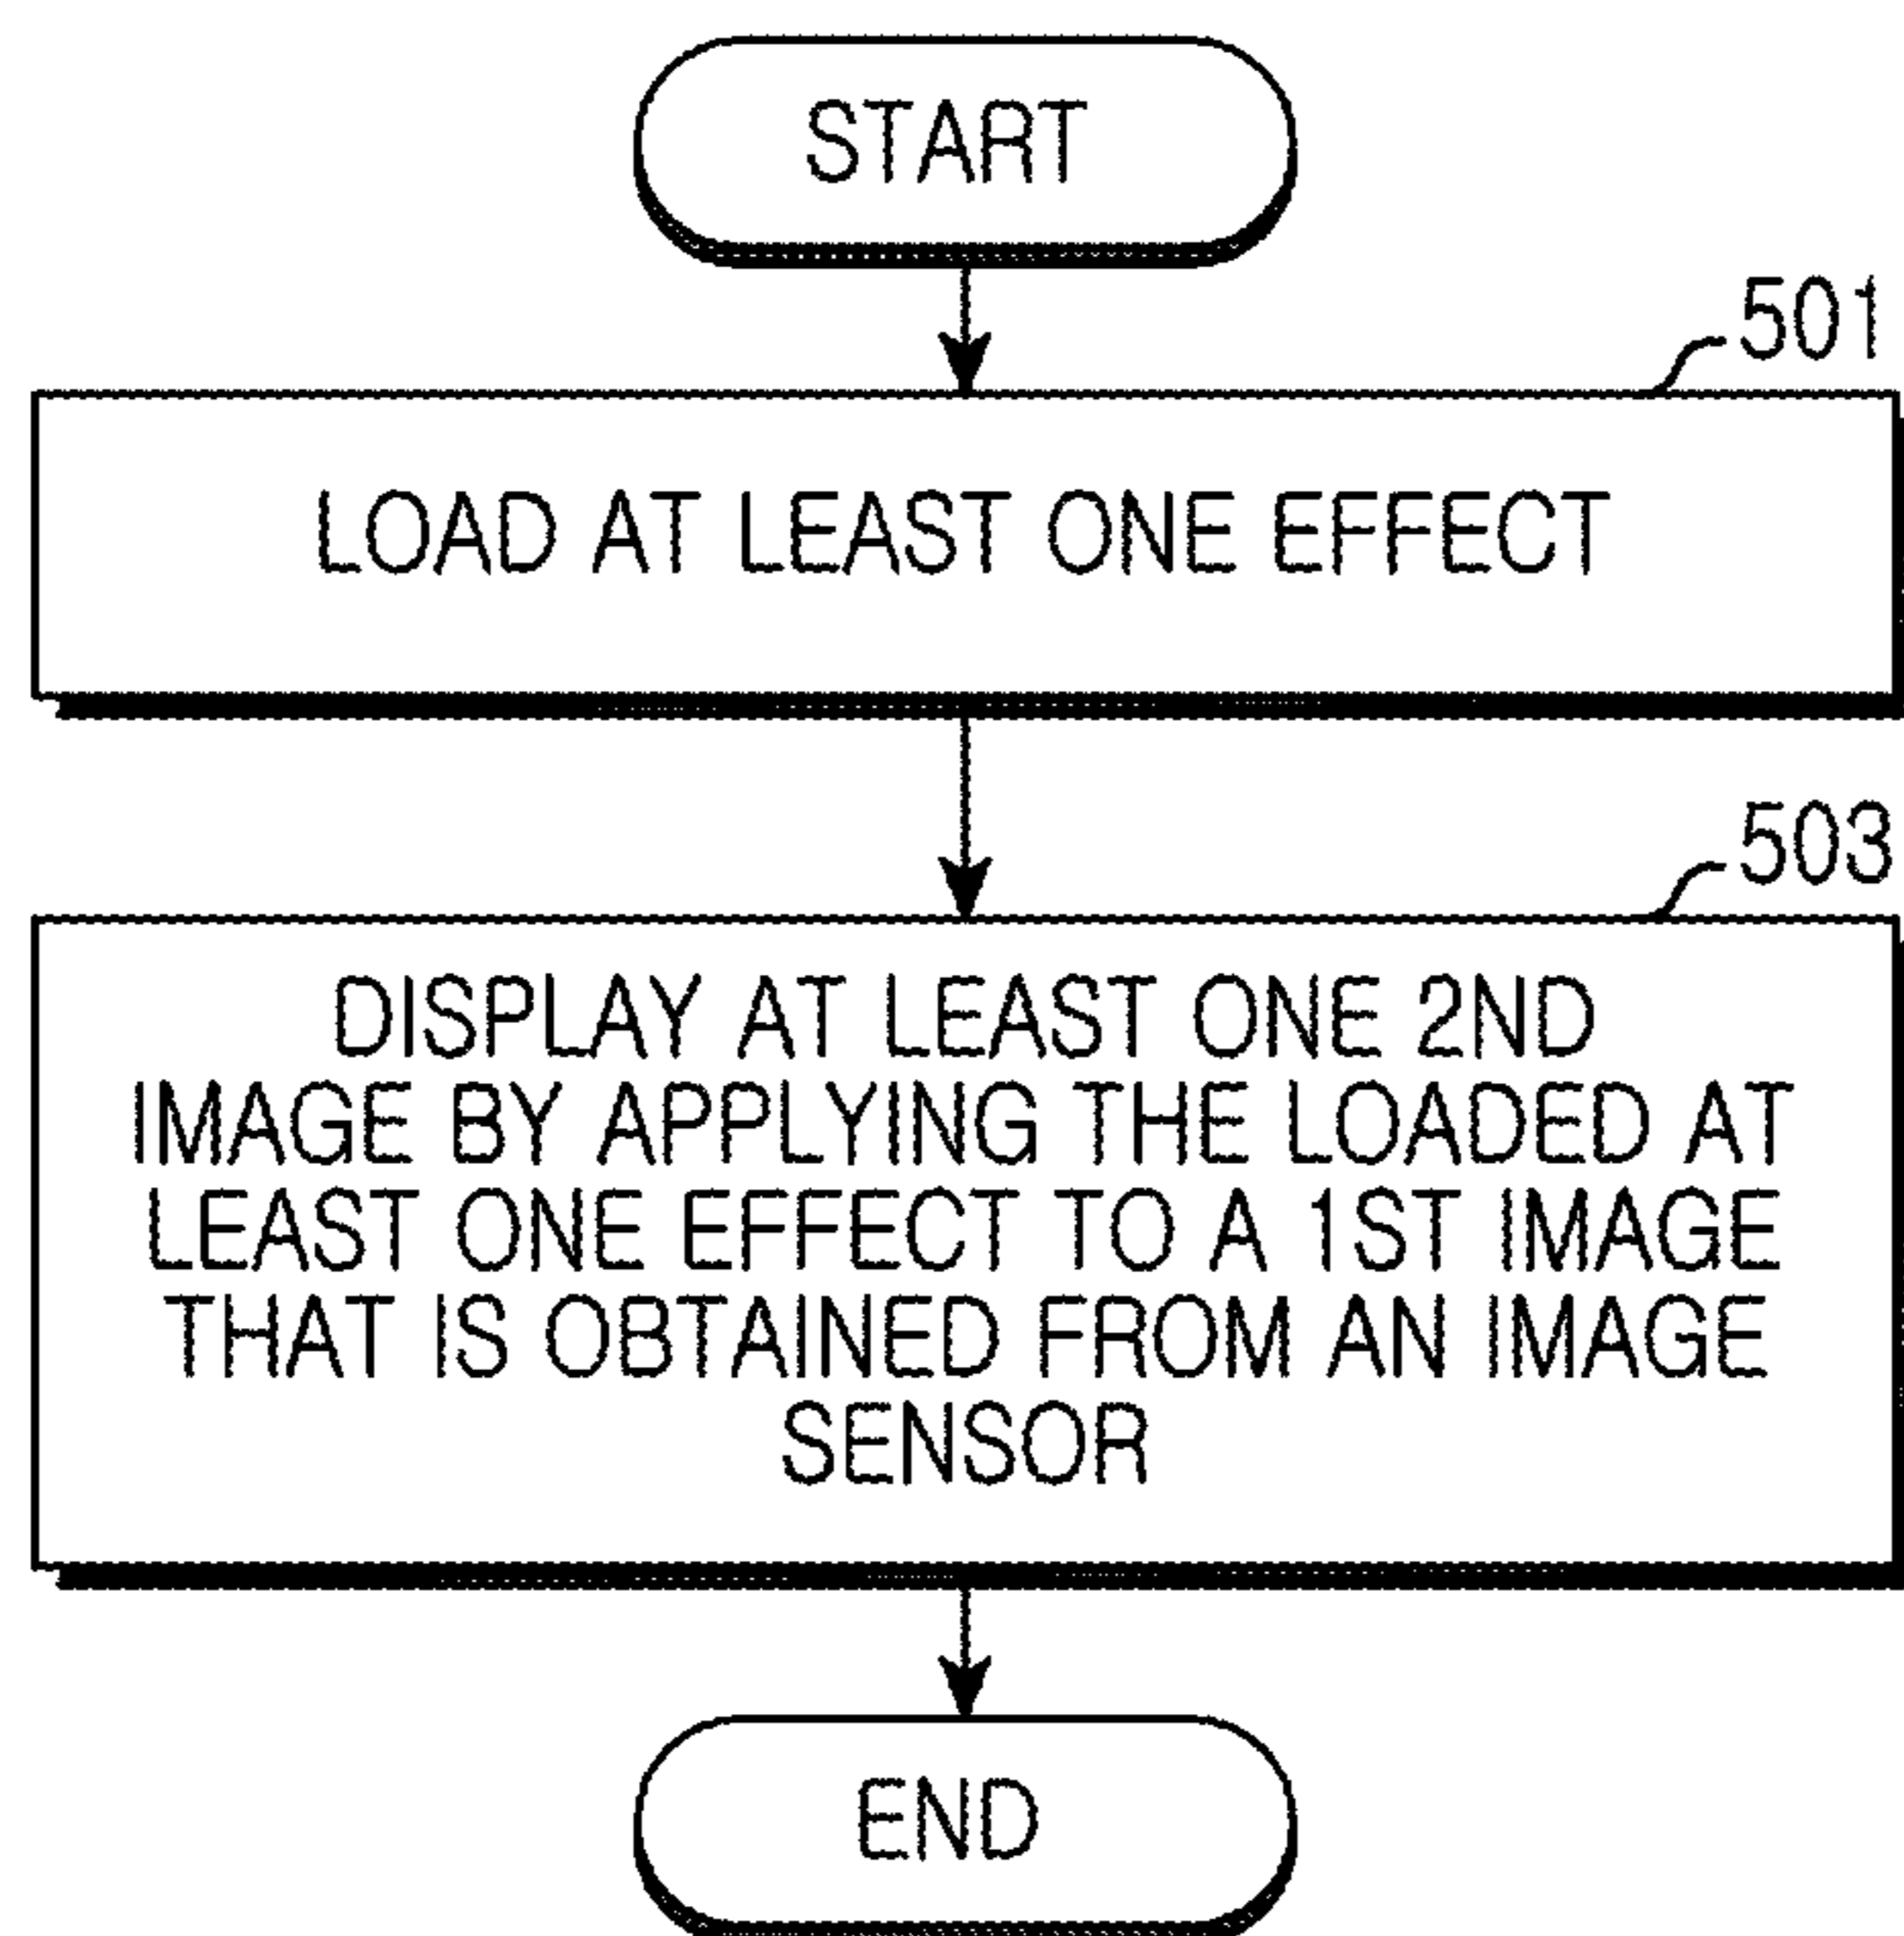 START
501
LOAD AT LEAST ONE EFFECT
503
DISPLAY AT LEAST ONE 2ND
IMAGE BY APPLYING THE LOADED AT
LEAST ONE EFFECT TO A 1ST IMAGE
THAT IS OBTAINED FROM AN IMAGE
SENSOR
END